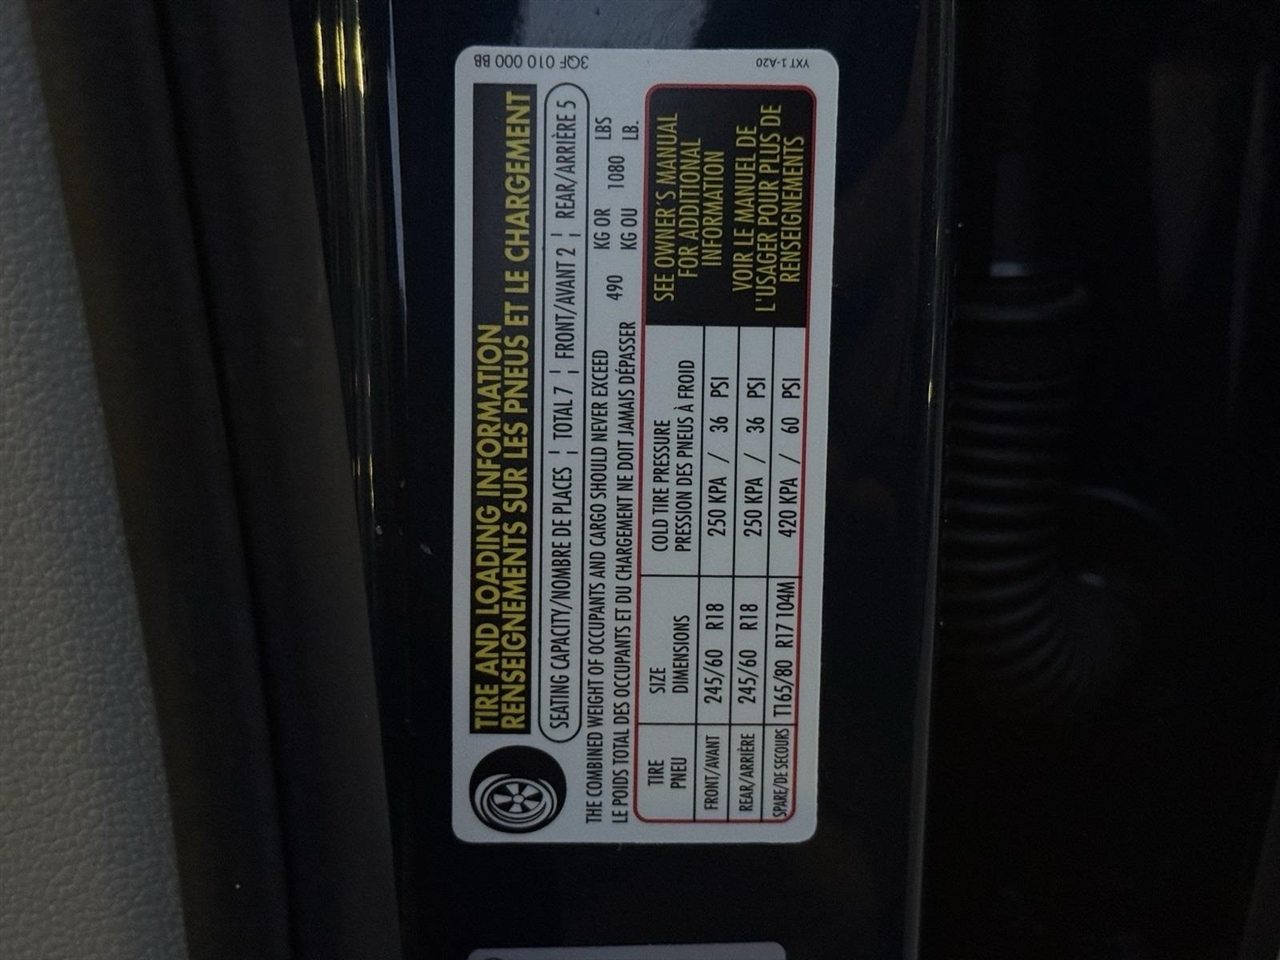 3QF 010 000 BB
YXT 1-A20
TIRE AND LOADING INFORMATION
RENSEIGNEMENTS SUR LES PNEUS ET LE CHARGEMENT
SEATING CAPACITY/NOMBRE DE PLACES ¦ TOTAL 7 ¦ FRONT/AVANT 2 ¦ REAR/ARRIÈRE 5
THE COMBINED WEIGHT OF OCCUPANTS AND CARGO SHOULD NEVER EXCEED 490 KG OR 1080 LBS
LE POIDS TOTAL DES OCCUPANTS ET DU CHARGEMENT NE DOIT JAMAIS DÉPASSER KG OU LB.
TIRE SIZE COLD TIRE PRESSURE
PNEU DIMENSIONS PRESSION DES PNEUS À FROID
FRONT/AVANT 245/60 R18 250 KPA / 36 PSI
REAR/ARRIÈRE 245/60 R18 250 KPA / 36 PSI
SPARE/DE SECOURS T165/80 R17 104M 420 KPA / 60 PSI
SEE OWNER'S MANUAL
FOR ADDITIONAL
INFORMATION
VOIR LE MANUEL DE
L'USAGER POUR PLUS DE
RENSEIGNEMENTS